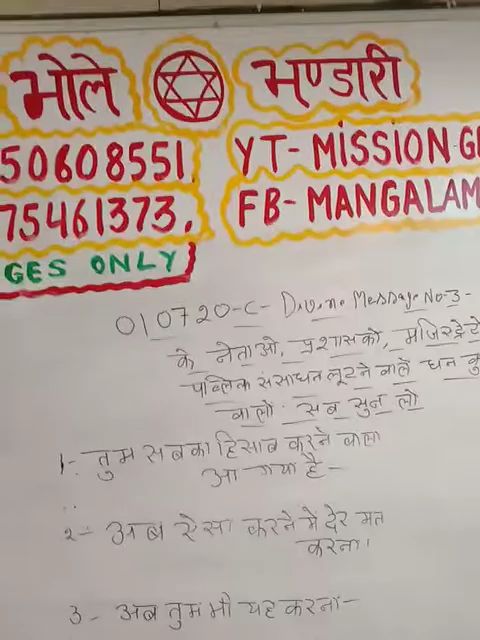 भोले भण्डारी
50608551. YT- MISSION GE
75461373. FB- MANGALAM
GES ONLY
010720-C- Divine Message No-3-
के नेताओ, प्रशासको, मजिस्ट्रेटो
पब्लिक संसाधन लूटने वाले धन कु
वालो सब सुन लो
1- तुम सबका हिसाब करने वाला
आ गया है-
2- अब ऐसा करने मे देर मत
करना।
3- अब तुम भी यह करना-